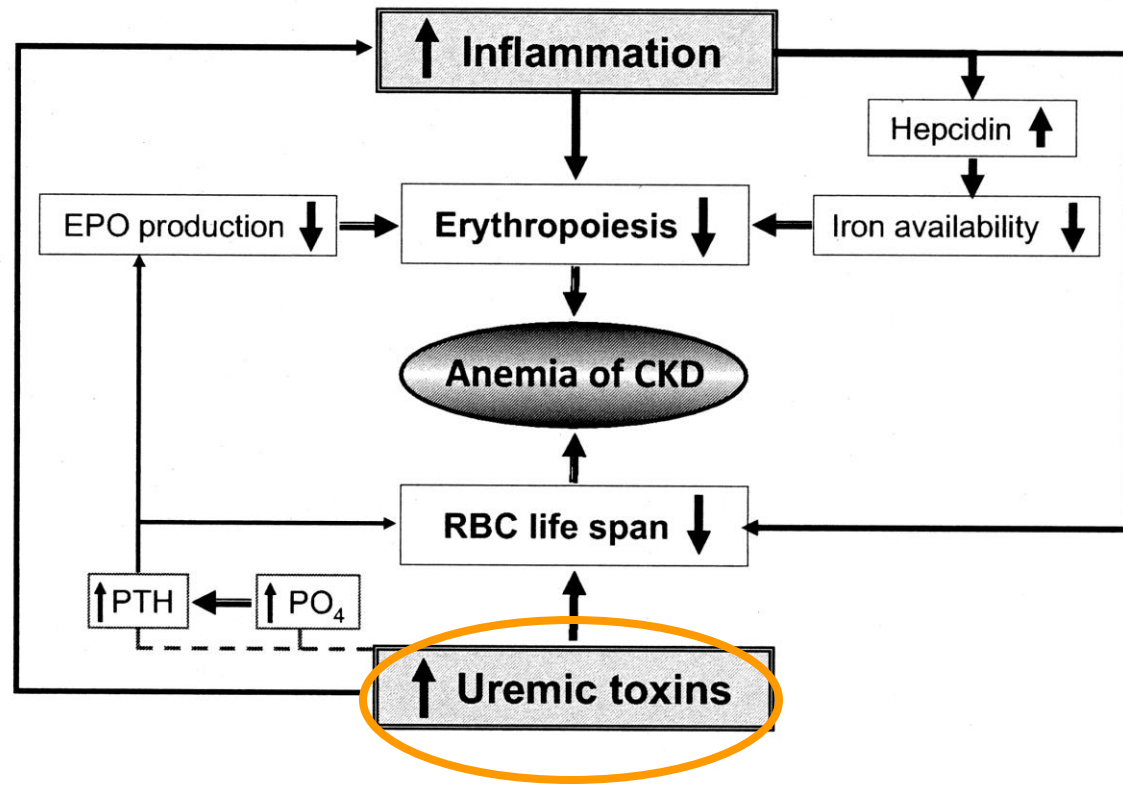 ↑ Inflammation
Hepcidin ↑
EPO production ↓
Erythropoiesis ↓
Iron availability ↓
Anemia of CKD
RBC life span ↓
↑PTH
↑PO₄
↑ Uremic toxins